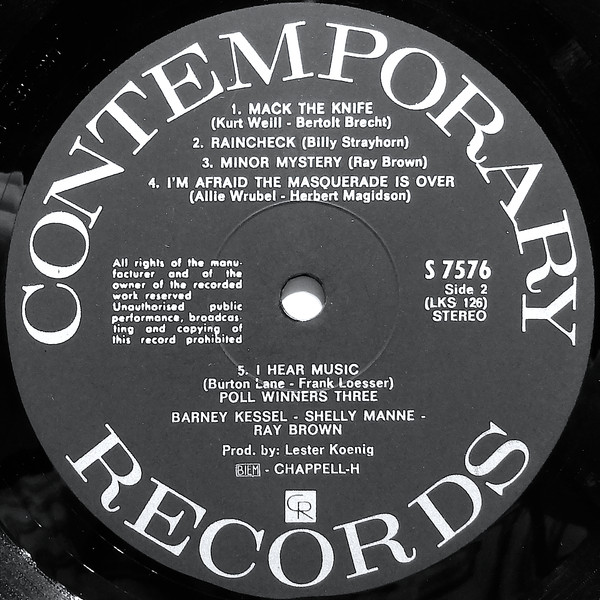 CONTEMPORARY
1. MACK THE KNIFE
(Kurt Weill - Bertolt Brecht)
2. RAINCHECK (Billy Strayhorn)
3. MINOR MYSTERY (Ray Brown)
4. I'M AFRAID THE MASQUERADE IS OVER
(Allie Wrubel - Herbert Magidson)
All rights of the manu-
facturer and of the
owner of the recorded
work reserved
Unauthorised public
performance, broadcas-
ting and copying of
this record prohibited
S 7576
Side 2
(LKS 126)
STEREO
5. I HEAR MUSIC
(Burton Lane - Frank Loesser)
POLL WINNERS THREE
BARNEY KESSEL - SHELLY MANNE -
RAY BROWN
Prod. by: Lester Koenig
BIEM - CHAPPELL-H
CR
RECORDS